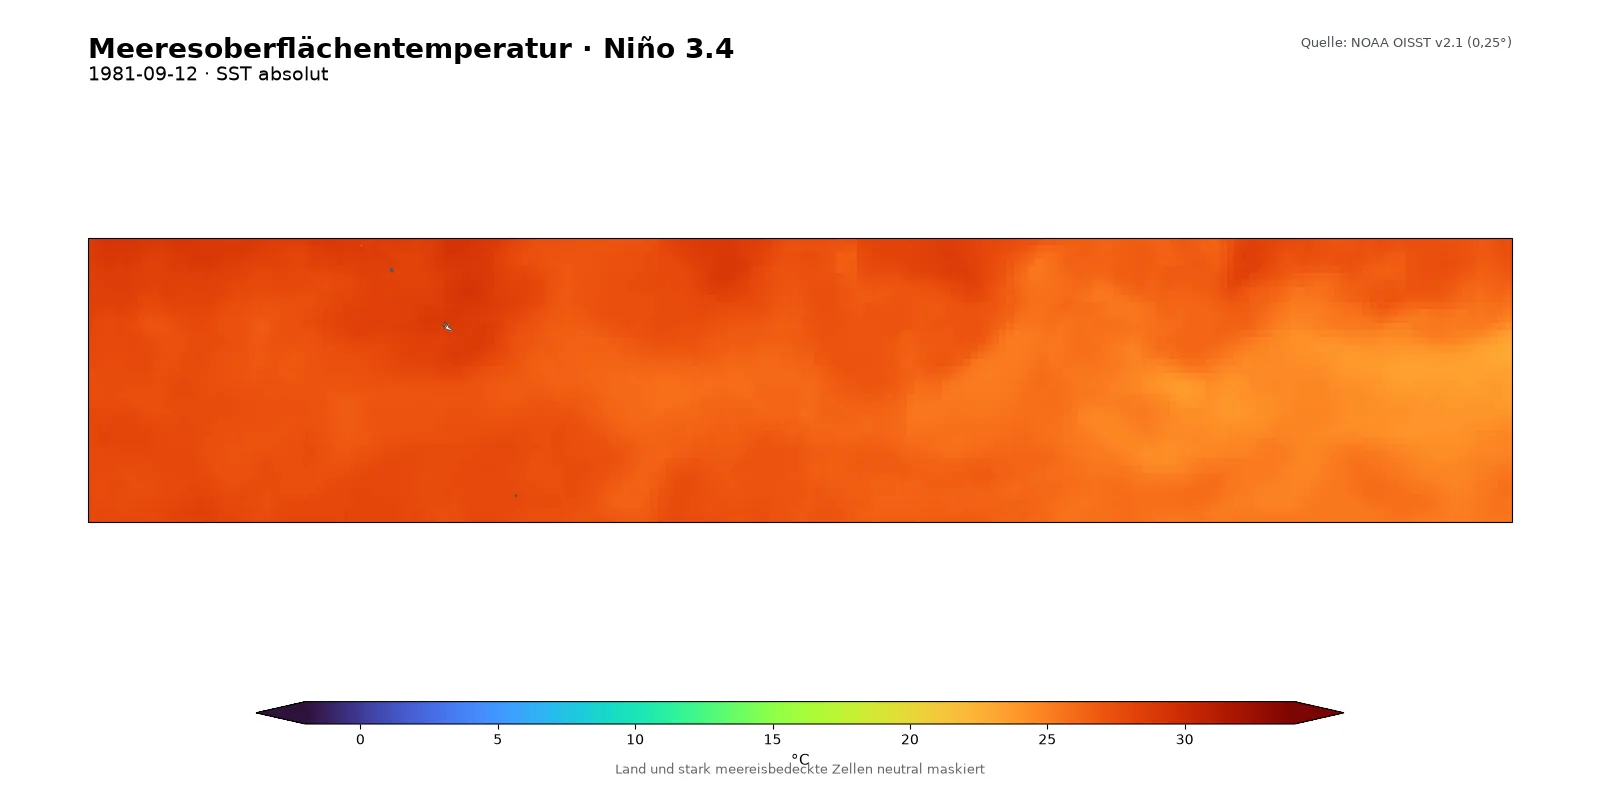 Meeresoberflächentemperatur · Niño 3.4
1981-09-12 · SST absolut
Quelle: NOAA OISST v2.1 (0,25°)
0 5 10 15 20 25 30
°C
Land und stark meereisbedeckte Zellen neutral maskiert